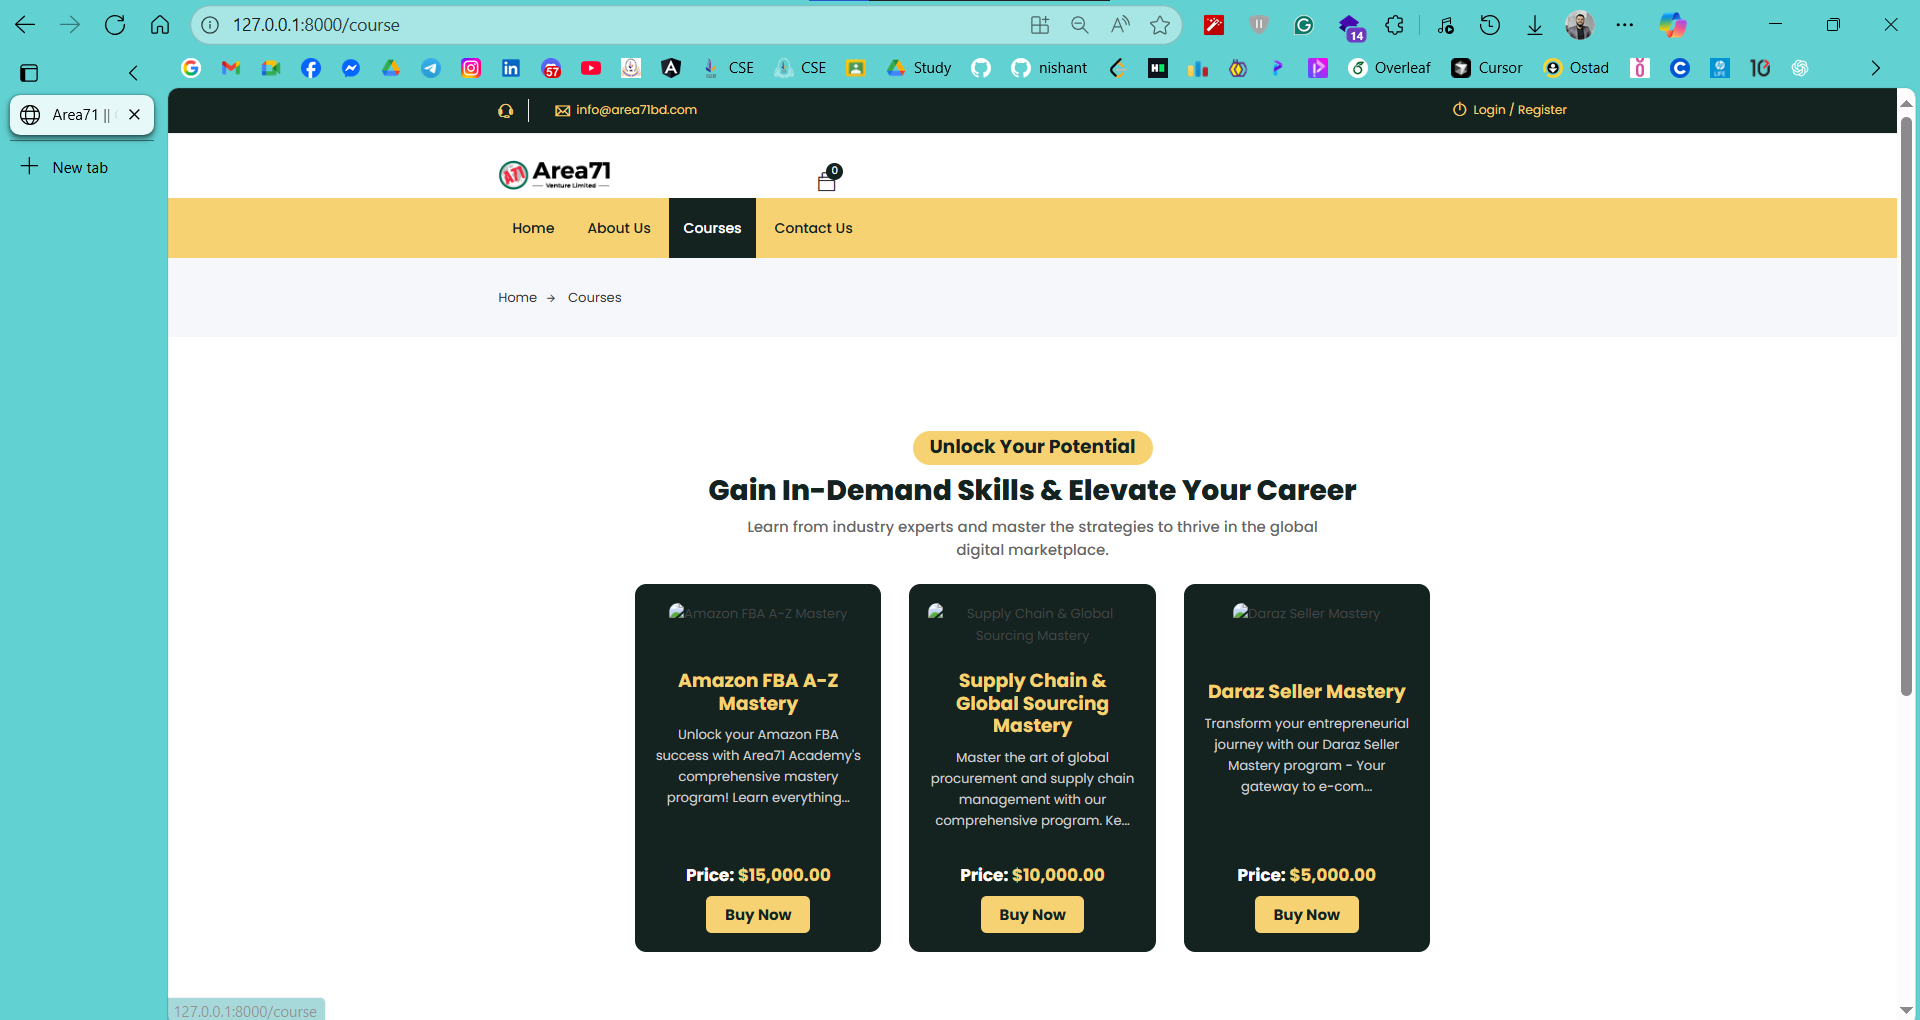 127.0.0.1:8000/course
14
57
CSE
CSE
Study
nishant
Overleaf
Cursor
Ostad
Area71 ||
New tab
info@area71bd.com
Login / Register
A71 Area71
Venture Limited
0
Home
About Us
Courses
Contact Us
Home → Courses
Unlock Your Potential
Gain In-Demand Skills & Elevate Your Career
Learn from industry experts and master the strategies to thrive in the global
digital marketplace.
Amazon FBA A-Z Mastery
Amazon FBA A-Z
Mastery
Unlock your Amazon FBA
success with Area71 Academy's
comprehensive mastery
program! Learn everything...
Price: $15,000.00
Buy Now
Supply Chain & Global
Sourcing Mastery
Supply Chain &
Global Sourcing
Mastery
Master the art of global
procurement and supply chain
management with our
comprehensive program. Ke...
Price: $10,000.00
Buy Now
Daraz Seller Mastery
Daraz Seller Mastery
Transform your entrepreneurial
journey with our Daraz Seller
Mastery program - Your
gateway to e-com...
Price: $5,000.00
Buy Now
127.0.0.1:8000/course